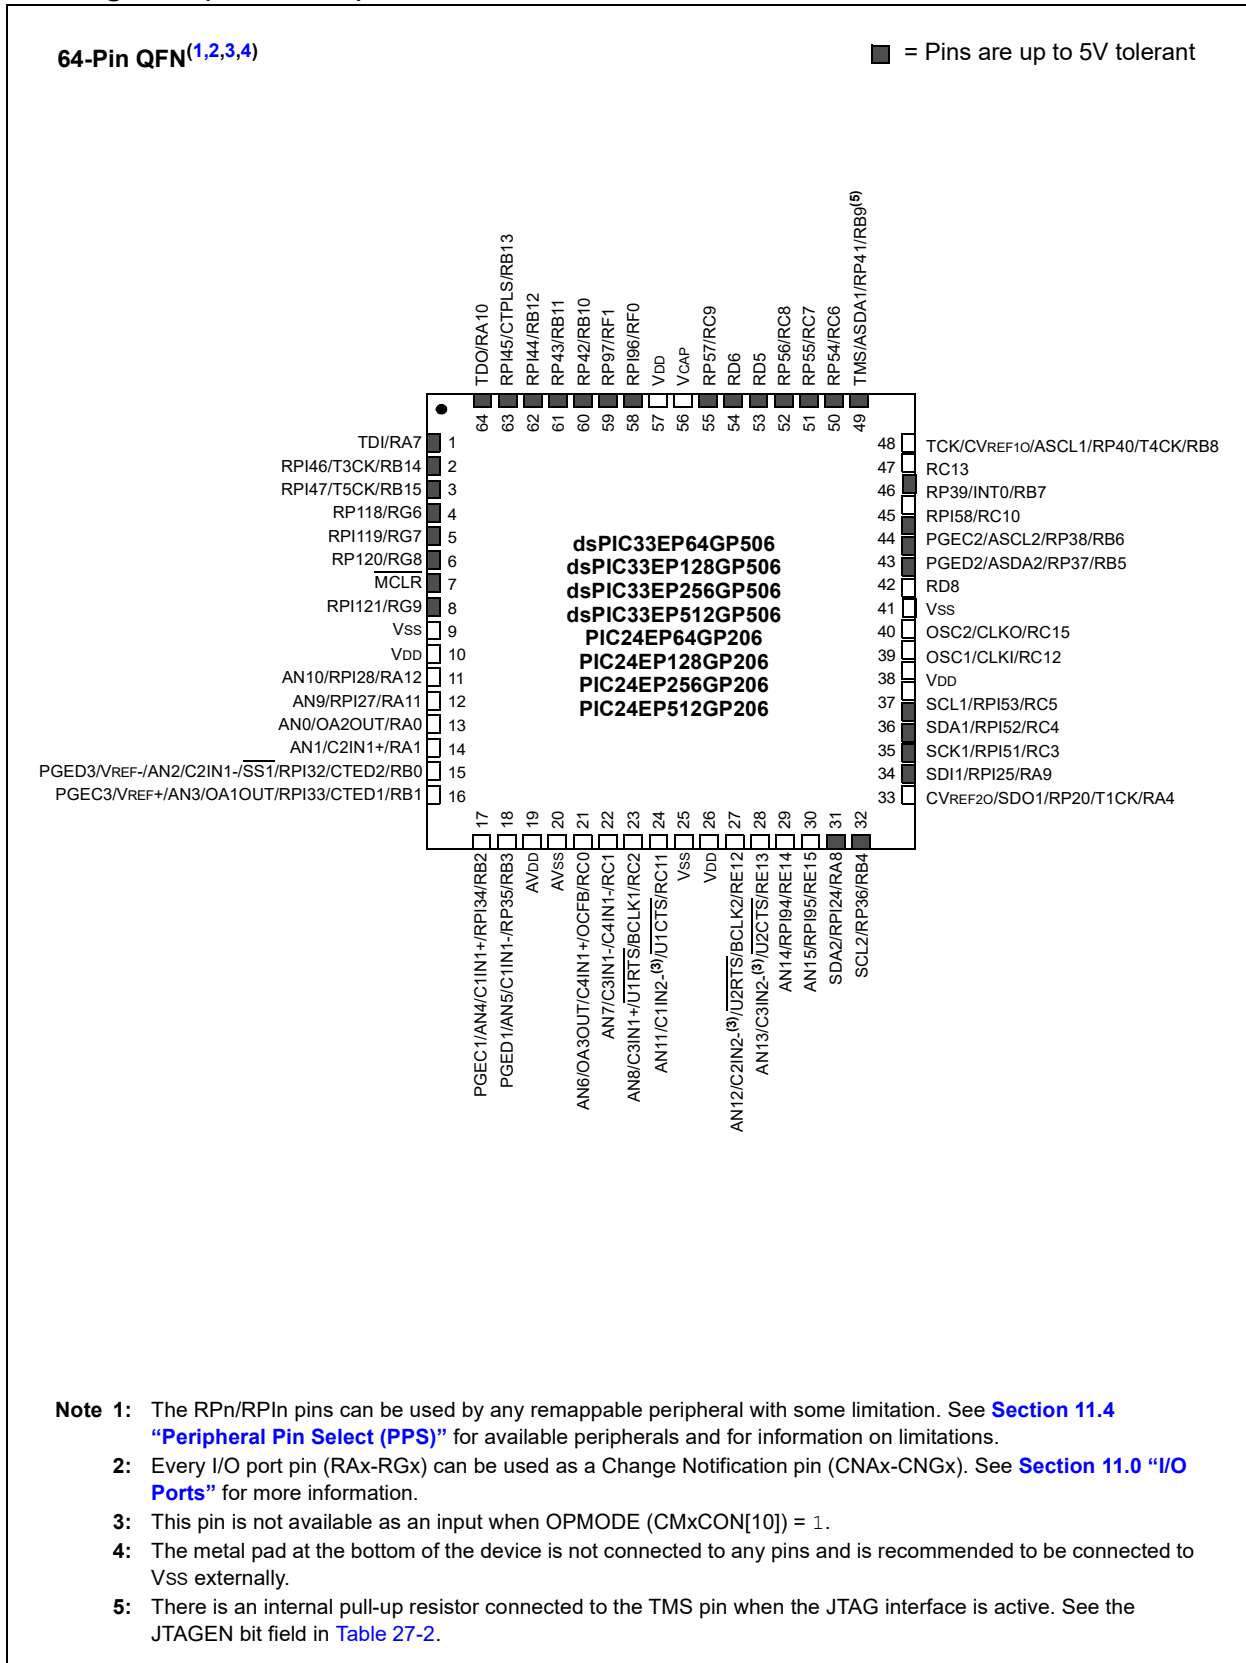 64-Pin QFN(1,2,3,4)
= Pins are up to 5V tolerant
TDO/RA10
RPI45/CTPLS/RB13
RPI44/RB12
RP43/RB11
RP42/RB10
RP97/RF1
RPI96/RF0
VDD
VCAP
RP57/RC9
RD6
RD5
RP56/RC8
RP55/RC7
RP54/RC6
TMS/ASDA1/RP41/RB9(5)
64 63 62 61 60 59 58 57 56 55 54 53 52 51 50 49
TDI/RA7 1
RPI46/T3CK/RB14 2
RPI47/T5CK/RB15 3
RP118/RG6 4
RPI119/RG7 5
RP120/RG8 6
MCLR 7
RPI121/RG9 8
VSS 9
VDD 10
AN10/RPI28/RA12 11
AN9/RPI27/RA11 12
AN0/OA2OUT/RA0 13
AN1/C2IN1+/RA1 14
PGED3/VREF-/AN2/C2IN1-/SS1/RPI32/CTED2/RB0 15
PGEC3/VREF+/AN3/OA1OUT/RPI33/CTED1/RB1 16
dsPIC33EP64GP506
dsPIC33EP128GP506
dsPIC33EP256GP506
dsPIC33EP512GP506
PIC24EP64GP206
PIC24EP128GP206
PIC24EP256GP206
PIC24EP512GP206
48 TCK/CVREF1O/ASCL1/RP40/T4CK/RB8
47 RC13
46 RP39/INT0/RB7
45 RPI58/RC10
44 PGEC2/ASCL2/RP38/RB6
43 PGED2/ASDA2/RP37/RB5
42 RD8
41 VSS
40 OSC2/CLKO/RC15
39 OSC1/CLKI/RC12
38 VDD
37 SCL1/RPI53/RC5
36 SDA1/RPI52/RC4
35 SCK1/RPI51/RC3
34 SDI1/RPI25/RA9
33 CVREF2O/SDO1/RP20/T1CK/RA4
17 18 19 20 21 22 23 24 25 26 27 28 29 30 31 32
PGEC1/AN4/C1IN1+/RPI34/RB2
PGED1/AN5/C1IN1-/RP35/RB3
AVDD
AVSS
AN6/OA3OUT/C4IN1+/OCFB/RC0
AN7/C3IN1-/C4IN1-/RC1
AN8/C3IN1+/U1RTS/BCLK1/RC2
AN11/C1IN2-(3)/U1CTS/RC11
VSS
VDD
AN12/C2IN2-(3)/U2RTS/BCLK2/RE12
AN13/C3IN2-(3)/U2CTS/RE13
AN14/RPI94/RE14
AN15/RPI95/RE15
SDA2/RPI24/RA8
SCL2/RP36/RB4
Note 1: The RPn/RPIn pins can be used by any remappable peripheral with some limitation. See Section 11.4
“Peripheral Pin Select (PPS)” for available peripherals and for information on limitations.
2: Every I/O port pin (RAx-RGx) can be used as a Change Notification pin (CNAx-CNGx). See Section 11.0 “I/O
Ports” for more information.
3: This pin is not available as an input when OPMODE (CMxCON[10]) = 1.
4: The metal pad at the bottom of the device is not connected to any pins and is recommended to be connected to
VSS externally.
5: There is an internal pull-up resistor connected to the TMS pin when the JTAG interface is active. See the
JTAGEN bit field in Table 27-2.